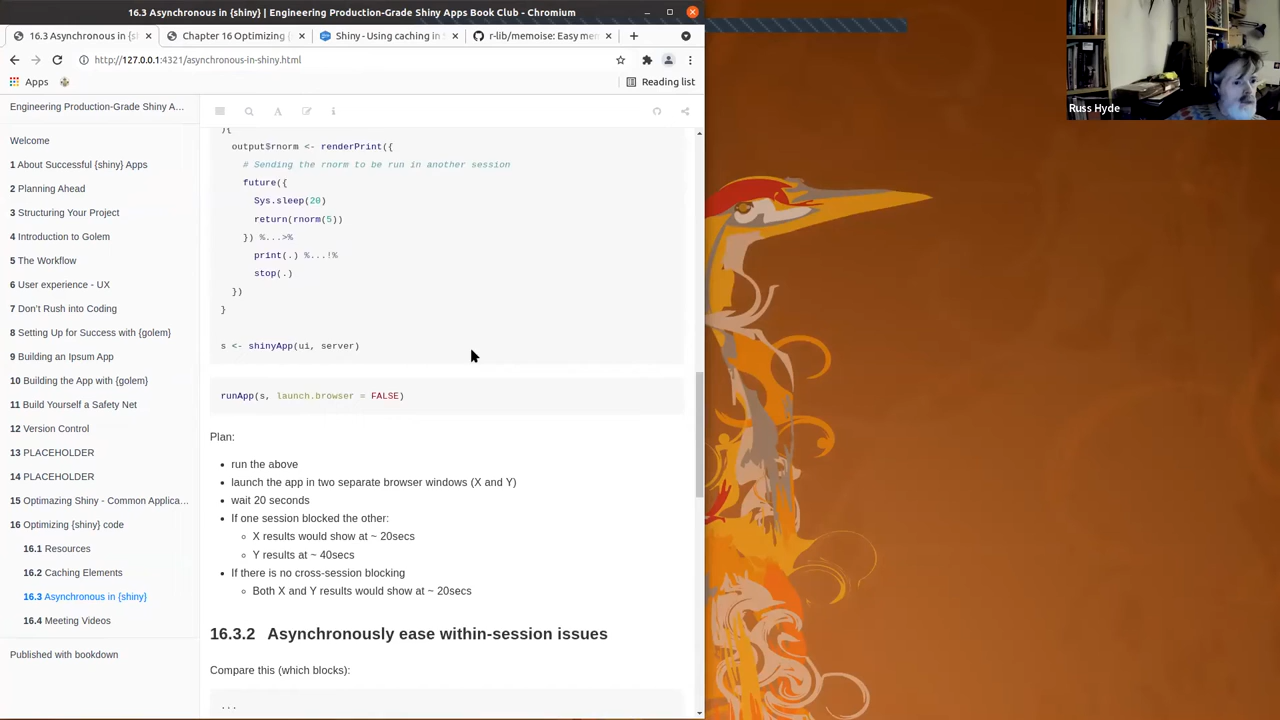 16.3 Asynchronous in {shiny} | Engineering Production-Grade Shiny Apps Book Club - Chromium
16.3 Asynchronous in {sh
Chapter 16 Optimizing {
Shiny - Using caching in S
r-lib/memoise: Easy mem
http://127.0.0.1:4321/asynchronous-in-shiny.html
Apps
Reading list
Engineering Production-Grade Shiny A...
Welcome
1 About Successful {shiny} Apps
2 Planning Ahead
3 Structuring Your Project
4 Introduction to Golem
5 The Workflow
6 User experience - UX
7 Don't Rush into Coding
8 Setting Up for Success with {golem}
9 Building an Ipsum App
10 Building the App with {golem}
11 Build Yourself a Safety Net
12 Version Control
13 PLACEHOLDER
14 PLACEHOLDER
15 Optimazing Shiny - Common Applica...
16 Optimizing {shiny} code
16.1 Resources
16.2 Caching Elements
16.3 Asynchronous in {shiny}
16.4 Meeting Videos
Published with bookdown
){
output$rnorm <- renderPrint({
# Sending the rnorm to be run in another session
future({
Sys.sleep(20)
return(rnorm(5))
}) %...>%
print(.) %...!%
stop(.)
})
}
s <- shinyApp(ui, server)
runApp(s, launch.browser = FALSE)
Plan:
• run the above
• launch the app in two separate browser windows (X and Y)
• wait 20 seconds
• If one session blocked the other:
◦ X results would show at ~ 20secs
◦ Y results at ~ 40secs
• If there is no cross-session blocking
◦ Both X and Y results would show at ~ 20secs
16.3.2 Asynchronously ease within-session issues
Compare this (which blocks):
...
Russ Hyde